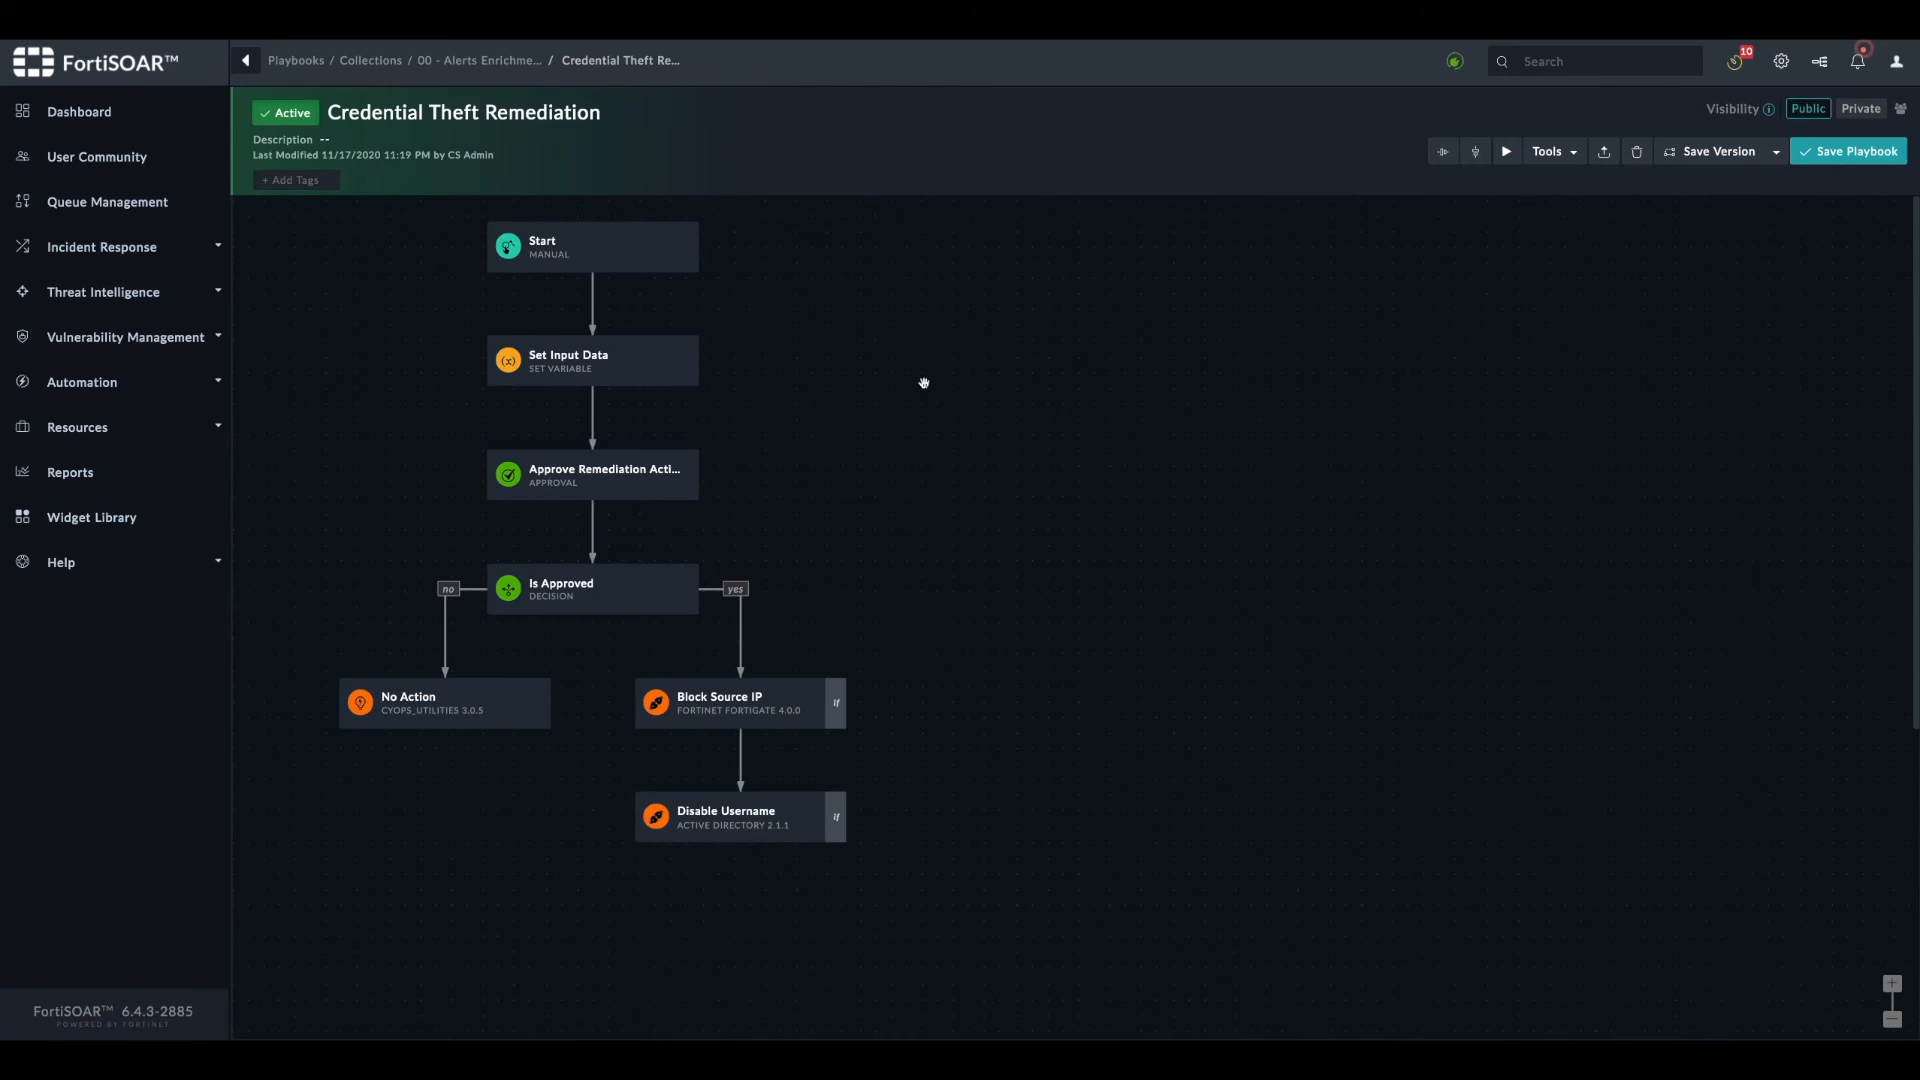 FortiSOAR™
Playbooks / Collections / 00 - Alerts Enrichme... / Credential Theft Re...
Search
10
Active
Credential Theft Remediation
Visibility
Public
Private
Description --
Last Modified 11/17/2020 11:19 PM by CS Admin
+ Add Tags
Tools
Save Version
Save Playbook
Dashboard
User Community
Queue Management
Incident Response
Threat Intelligence
Vulnerability Management
Automation
Resources
Reports
Widget Library
Help
Start
MANUAL
Set Input Data
SET VARIABLE
(x)
Approve Remediation Acti...
APPROVAL
Is Approved
DECISION
no
yes
No Action
CYOPS_UTILITIES 3.0.5
Block Source IP
FORTINET FORTIGATE 4.0.0
If
Disable Username
ACTIVE DIRECTORY 2.1.1
If
FortiSOAR™ 6.4.3-2885
POWERED BY FORTINET